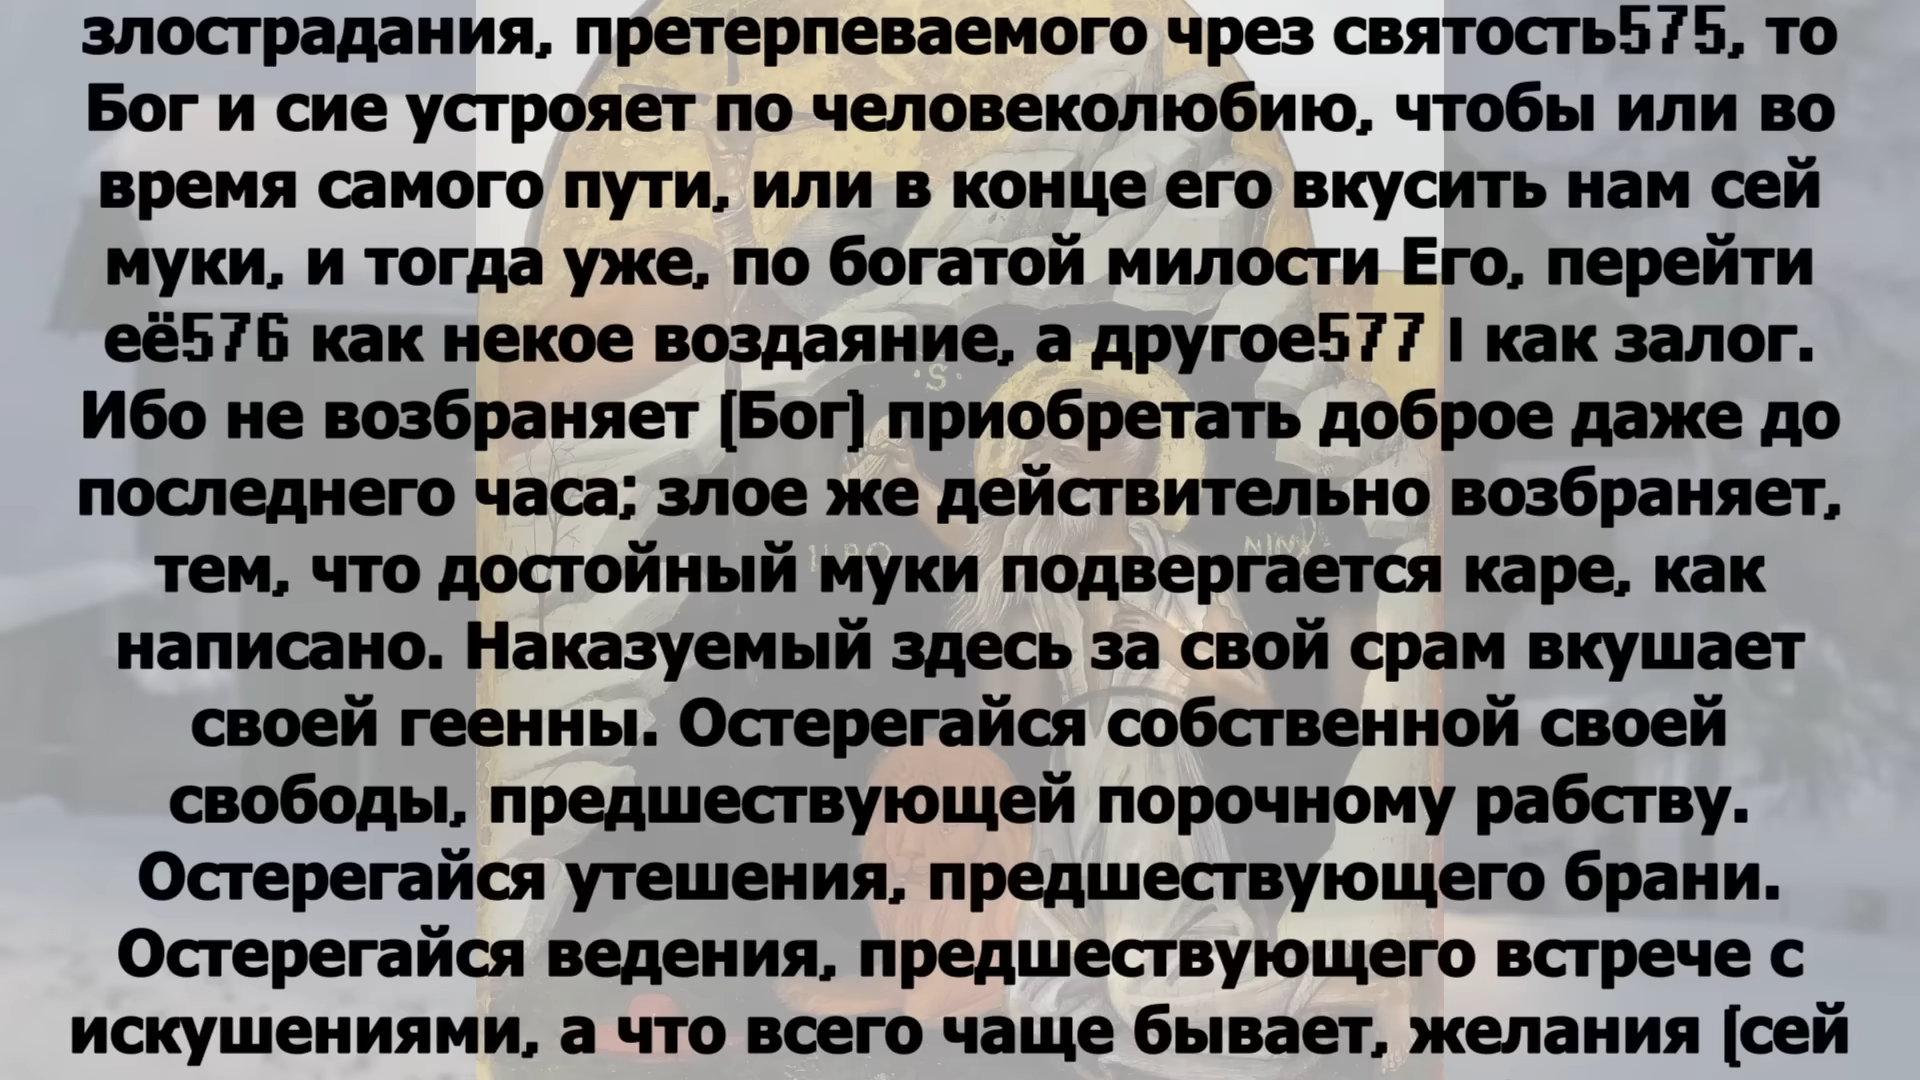 злострадания, претерпеваемого чрез святость575, то
Бог и сие устрояет по человеколюбию, чтобы или во
время самого пути, или в конце его вкусить нам сей
муки, и тогда уже, по богатой милости Его, перейти
её576 как некое воздаяние, а другое577 | как залог.
Ибо не возбраняет [Бог] приобретать доброе даже до
последнего часа; злое же действительно возбраняет,
тем, что достойный муки подвергается каре, как
написано. Наказуемый здесь за свой срам вкушает
своей геенны. Остерегайся собственной своей
свободы, предшествующей порочному рабству.
Остерегайся утешения, предшествующего брани.
Остерегайся ведения, предшествующего встрече с
искушениями, а что всего чаще бывает, желания [сей